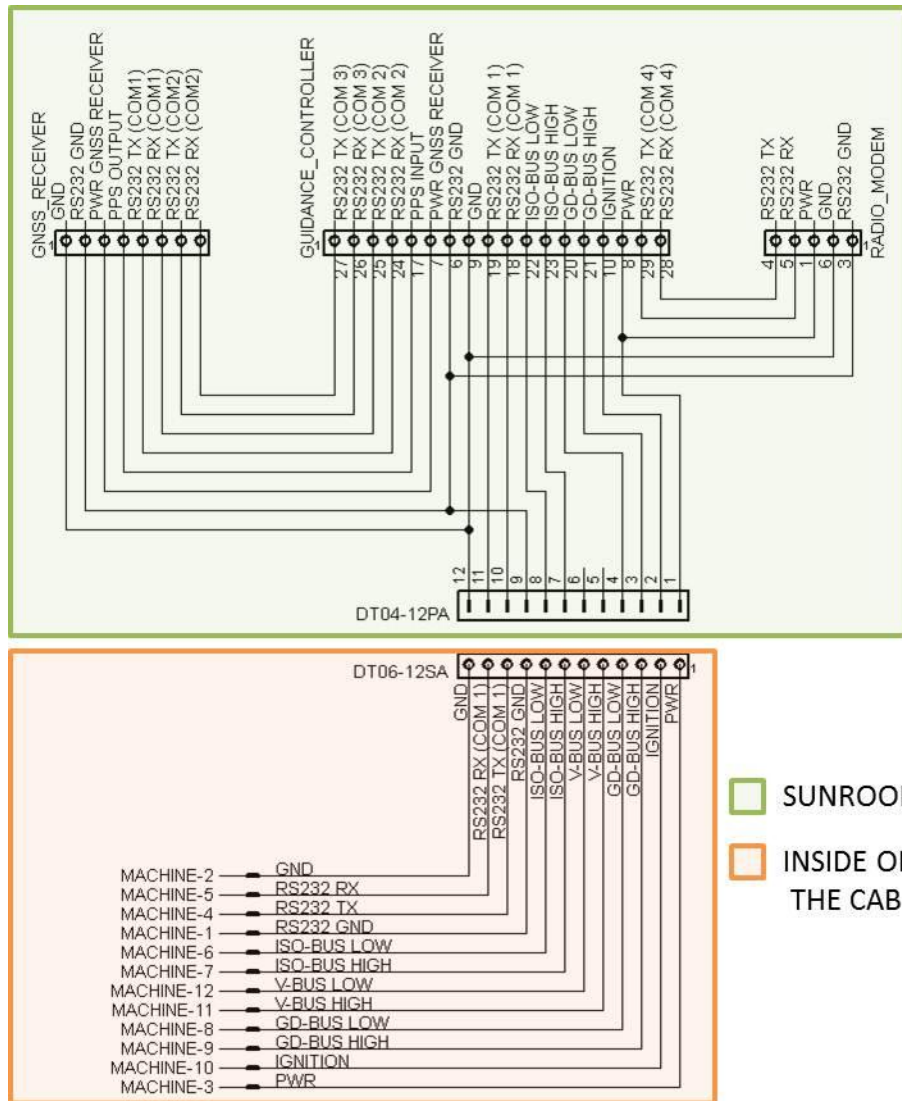 GNSS_RECEIVER
GND
RS232 GND
PWR GNSS RECEIVER
PPS OUTPUT
RS232 TX (COM1)
RS232 RX (COM1)
RS232 TX (COM2)
RS232 RX (COM2)
1
GUIDANCE_CONTROLLER
RS232 TX (COM 3)
RS232 RX (COM 3)
RS232 TX (COM 2)
RS232 RX (COM 2)
PPS INPUT
PWR GNSS RECEIVER
RS232 GND
GND
RS232 TX (COM 1)
RS232 RX (COM 1)
ISO-BUS LOW
ISO-BUS HIGH
GD-BUS LOW
GD-BUS HIGH
IGNITION
PWR
RS232 TX (COM 4)
RS232 RX (COM 4)
1
27
26
25
24
17
7
6
9
19
18
22
23
20
21
10
8
29
28
RS232 TX
RS232 RX
PWR
GND
RS232 GND
RADIO_MODEM
1
4
5
1
6
3
12
11
10
9
8
7
6
5
4
3
2
1
DT04-12PA
DT06-12SA
1
GND
RS232 RX (COM 1)
RS232 TX (COM 1)
RS232 GND
ISO-BUS LOW
ISO-BUS HIGH
V-BUS LOW
V-BUS HIGH
GD-BUS LOW
GD-BUS HIGH
IGNITION
PWR
MACHINE-2 GND
MACHINE-5 RS232 RX
MACHINE-4 RS232 TX
MACHINE-1 RS232 GND
MACHINE-6 ISO-BUS LOW
MACHINE-7 ISO-BUS HIGH
MACHINE-12 V-BUS LOW
MACHINE-11 V-BUS HIGH
MACHINE-8 GD-BUS LOW
MACHINE-9 GD-BUS HIGH
MACHINE-10 IGNITION
MACHINE-3 PWR
INSIDE
THE CAB